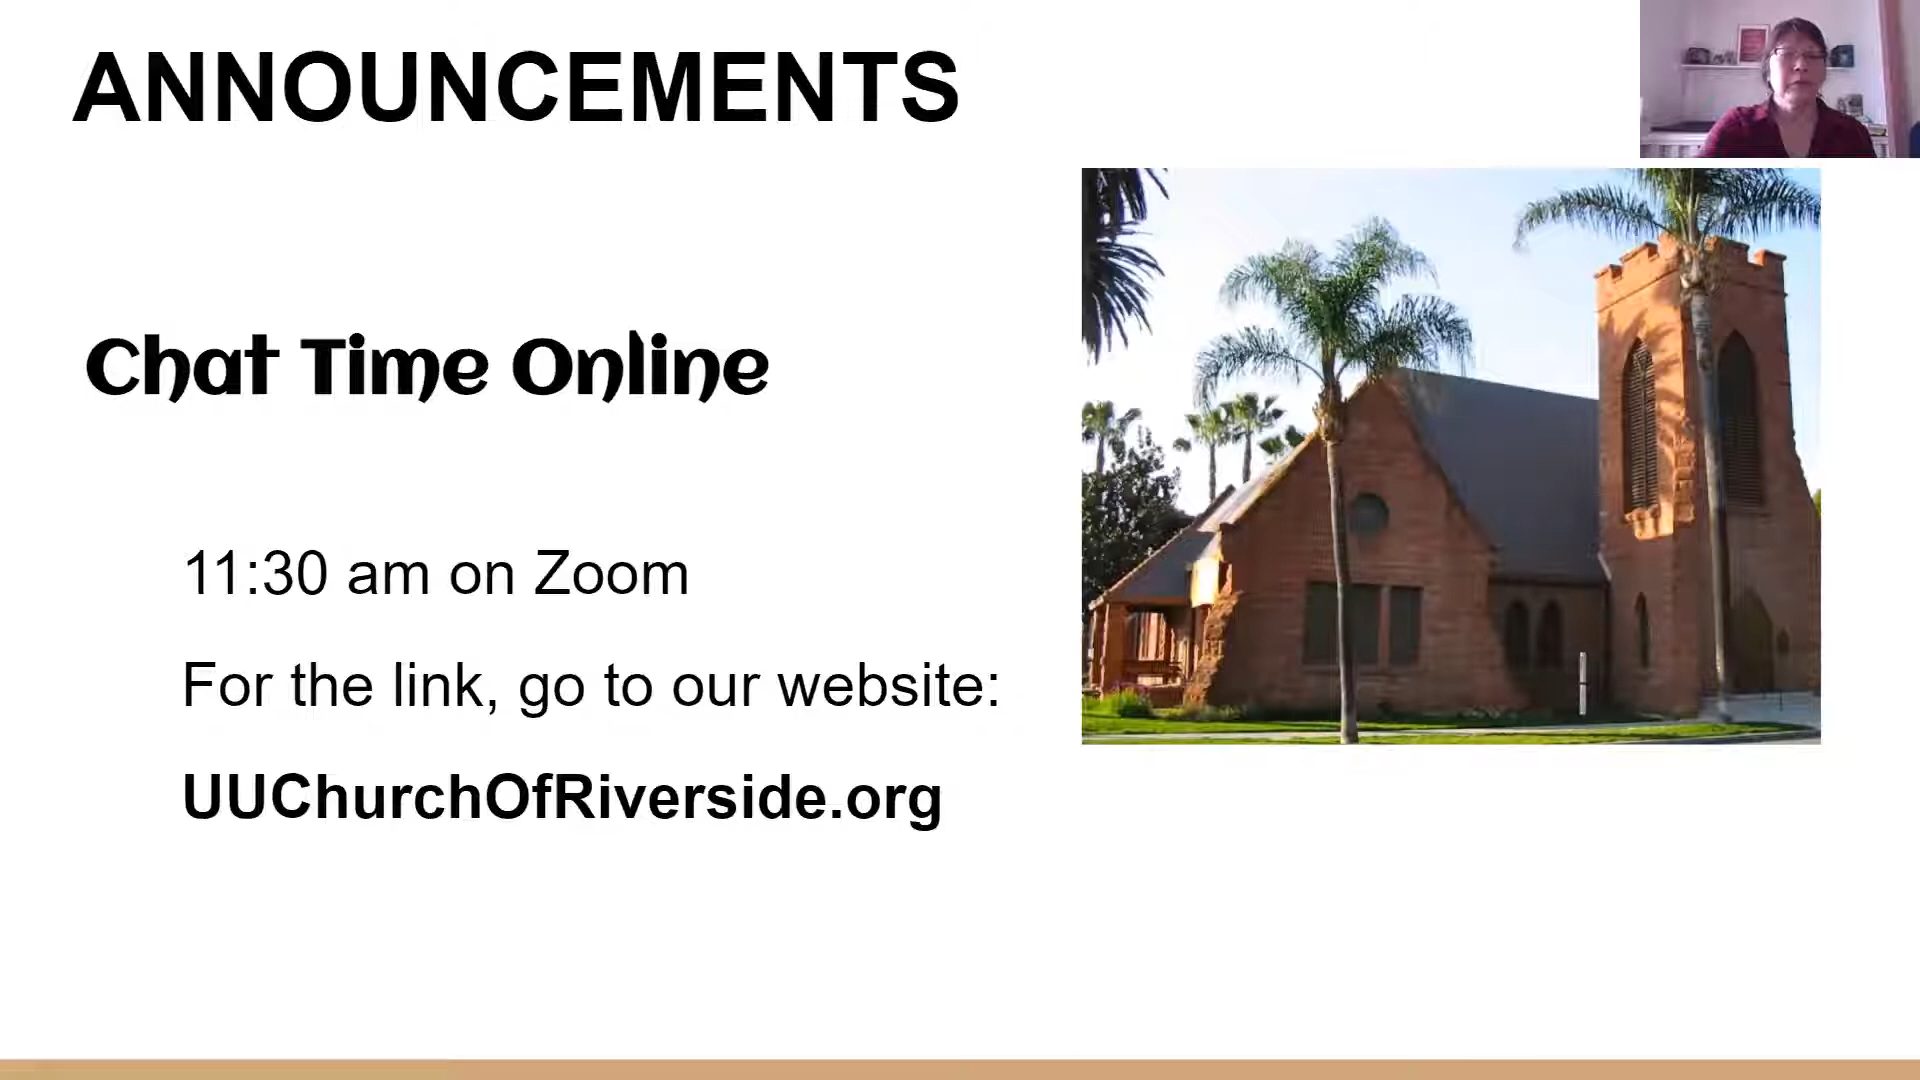 ANNOUNCEMENTS
Chat Time Online
11:30 am on Zoom
For the link, go to our website:
UUChurchOfRiverside.org